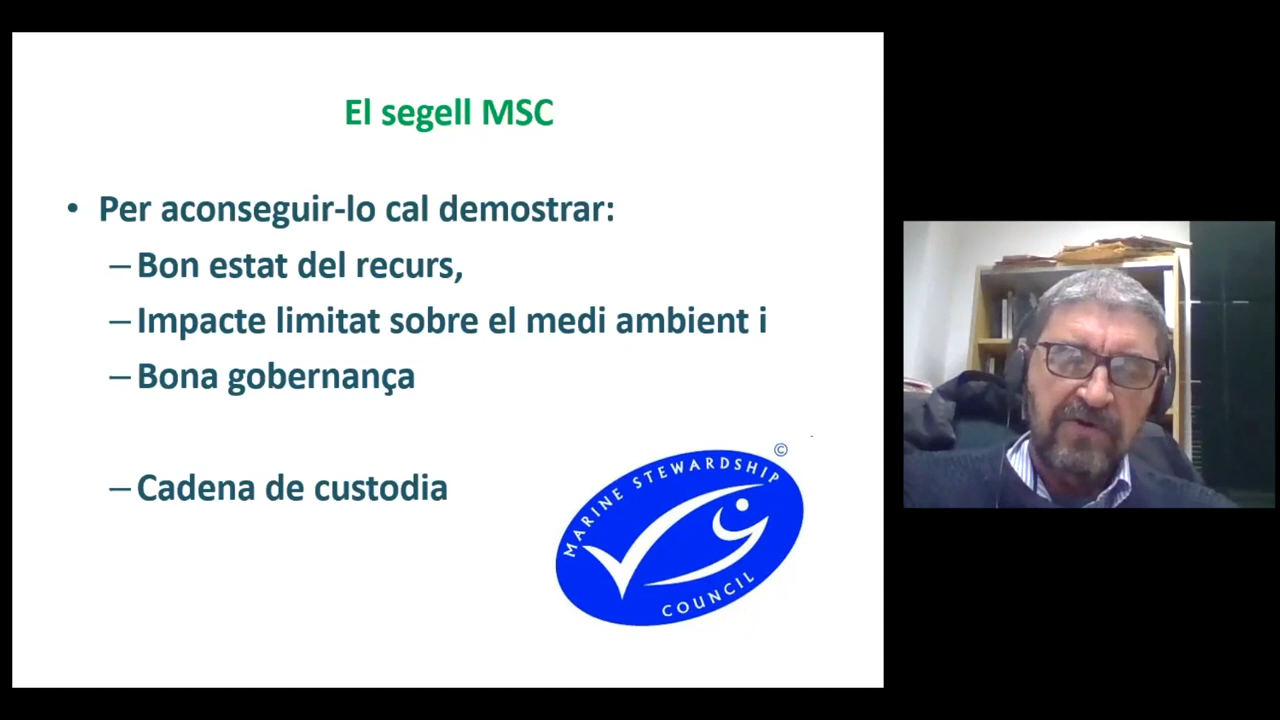 El segell MSC
• Per aconseguir-lo cal demostrar:
– Bon estat del recurs,
– Impacte limitat sobre el medi ambient i
– Bona gobernança
– Cadena de custodia
©
MARINE STEWARDSHIP
COUNCIL